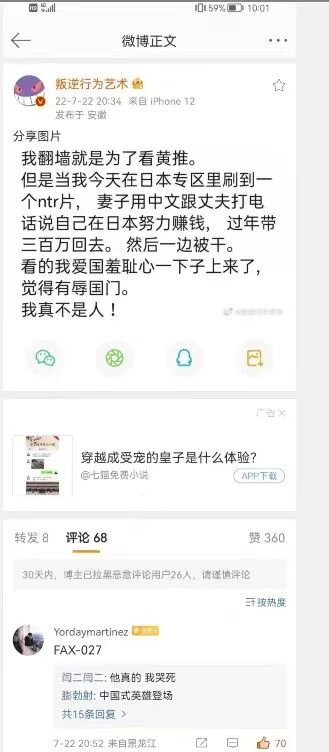 HD 4G 59% 10:01
微博正文
叛逆行为艺术
22-7-22 20:34 来自 iPhone 12
发布于 安徽
分享图片
我翻墙就是为了看黄推。
但是当我今天在日本专区里刷到一
个ntr片， 妻子用中文跟丈夫打电
话说自己在日本努力赚钱， 过年带
三百万回去。 然后一边被干。
看的我爱国羞耻心一下子上来了，
觉得有辱国门。
我真不是人！
广告
穿越成受宠的皇子是什么体验？
@七猫免费小说
APP下载
转发 8 评论 68 赞 360
30天内，博主已拉黑恶意评论用户26人，请谨慎评论
按热度
Yordaymartinez
FAX-027
闫二闫二: 他真的 我哭死
膨勃射: 中国式英雄登场
共15条回复
7-22 20:52 来自黑龙江 70